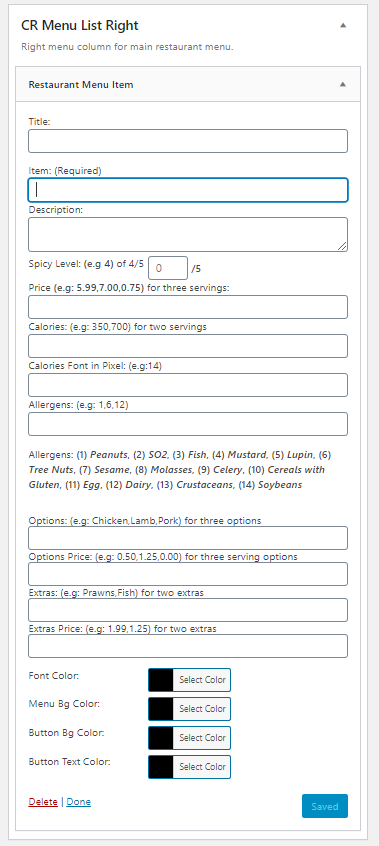 CR Menu List Right
Right menu column for main restaurant menu.
Restaurant Menu Item
Title:
Item: (Required)
Description:
Spicy Level: (e.g 4) of 4/5 0 /5
Price (e.g: 5.99,7.00,0.75) for three servings:
Calories: (e.g: 350,700) for two servings
Calories Font in Pixel: (e.g:14)
Allergens: (e.g: 1,6,12)
Allergens: (1) Peanuts, (2) SO2, (3) Fish, (4) Mustard, (5) Lupin, (6)
Tree Nuts, (7) Sesame, (8) Molasses, (9) Celery, (10) Cereals with
Gluten, (11) Egg, (12) Dairy, (13) Crustaceans, (14) Soybeans
Options: (e.g: Chicken,Lamb,Pork) for three options
Options Price: (e.g: 0.50,1.25,0.00) for three serving options
Extras: (e.g: Prawns,Fish) for two extras
Extras Price: (e.g: 1.99,1.25) for two extras
Font Color: Select Color
Menu Bg Color: Select Color
Button Bg Color: Select Color
Button Text Color: Select Color
Delete | Done Saved